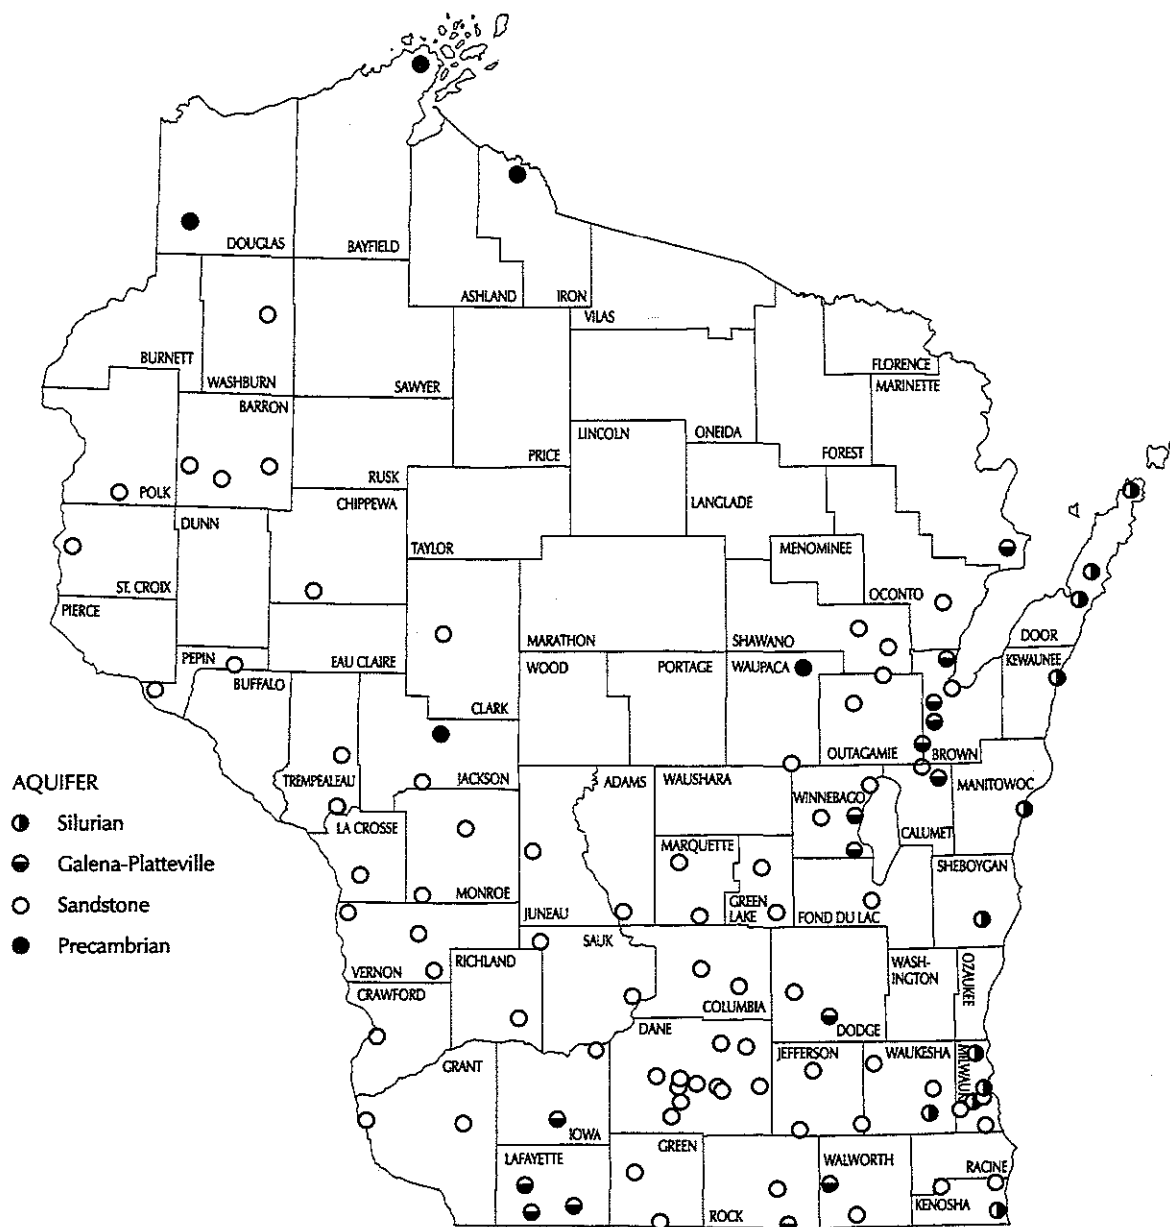 DOUGLAS
BAYFIELD
ASHLAND
IRON
VILAS
BURNETT
WASHBURN
SAWYER
FLORENCE
MARINETTE
BARRON
LINCOLN
ONEIDA
FOREST
POLK
RUSK
PRICE
CHIPPEWA
LANGLADE
DUNN
TAYLOR
MENOMINEE
ST. CROIX
OCONTO
PIERCE
MARATHON
SHAWANO
DOOR
PEPIN
EAU CLAIRE
WOOD
PORTAGE
WAUPACA
KEWAUNEE
BUFFALO
CLARK
OUTAGAMIE
BROWN
TREMPEALEAU
JACKSON
ADAMS
WAUSHARA
MANITOWOC
WINNEBAGO
AQUIFER
Silurian
Galena-Platteville
Sandstone
Precambrian
LA CROSSE
CALUMET
MARQUETTE
SHEBOYGAN
MONROE
JUNEAU
GREEN
LAKE
FOND DU LAC
SAUK
VERNON
RICHLAND
WASH-
INGTON
OZAUKEE
CRAWFORD
COLUMBIA
DODGE
DANE
GRANT
JEFFERSON
WAUKESHA
IOWA
GREEN
LAFAYETTE
WALWORTH
RACINE
KENOSHA
ROCK